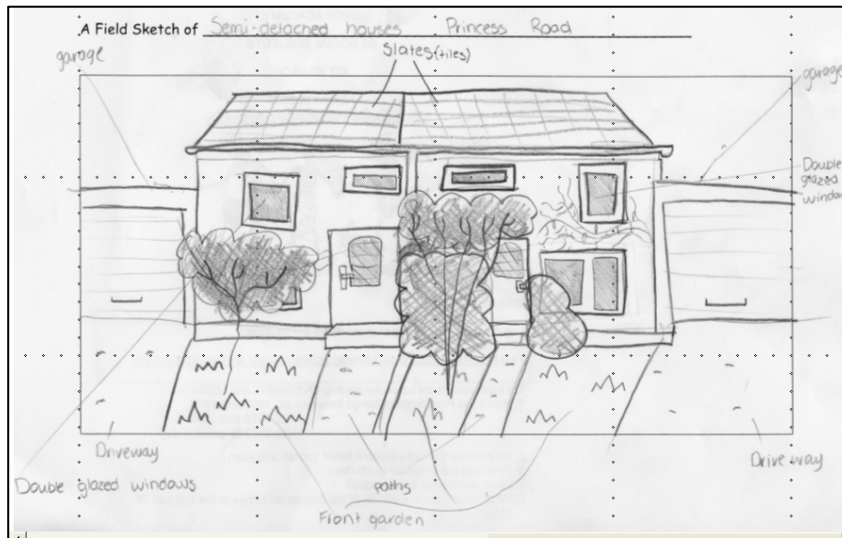 A Field Sketch of Semi-detached houses Princess Road
Slates (tiles)
garage
garage
Double glazed window
Driveway
Drive way
Double glazed windows
paths
Front garden